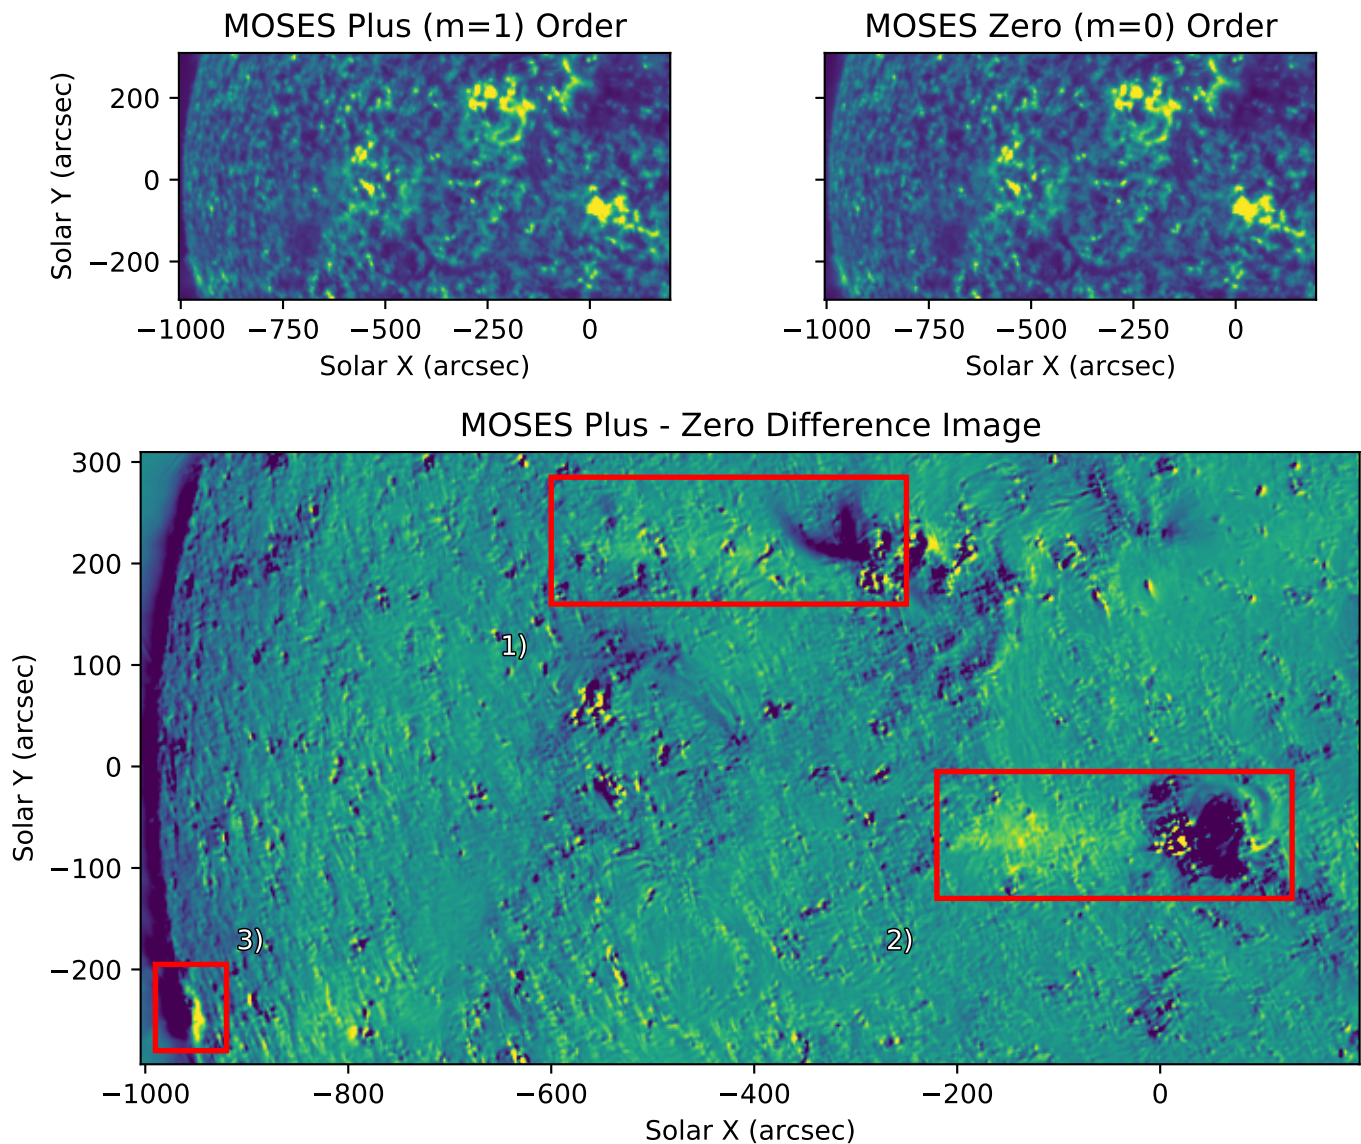 MOSES Plus (m=1) Order
MOSES Zero (m=0) Order
200
0
−200
Solar Y (arcsec)
−1000 −750 −500 −250 0
Solar X (arcsec)
−1000 −750 −500 −250 0
Solar X (arcsec)
MOSES Plus - Zero Difference Image
300
200
100
0
−100
−200
Solar Y (arcsec)
1)
2)
3)
−1000 −800 −600 −400 −200 0
Solar X (arcsec)